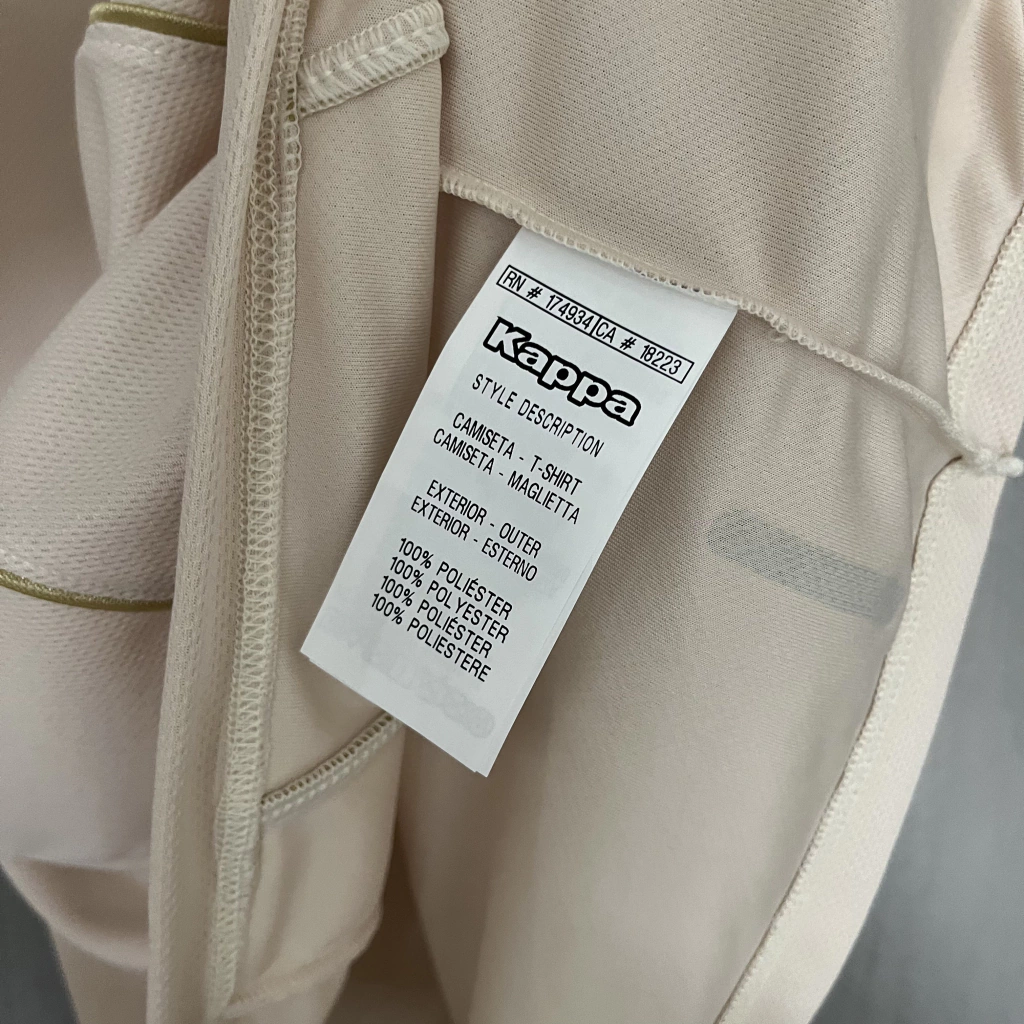 RN # 174934 CA # 18223
Kappa
STYLE DESCRIPTION
CAMISETA - T-SHIRT
CAMISETA - MAGLIETTA
EXTERIOR - OUTER
EXTERIOR - ESTERNO
100% POLIÉSTER
100% POLYESTER
100% POLIÉSTER
100% POLIESTERE